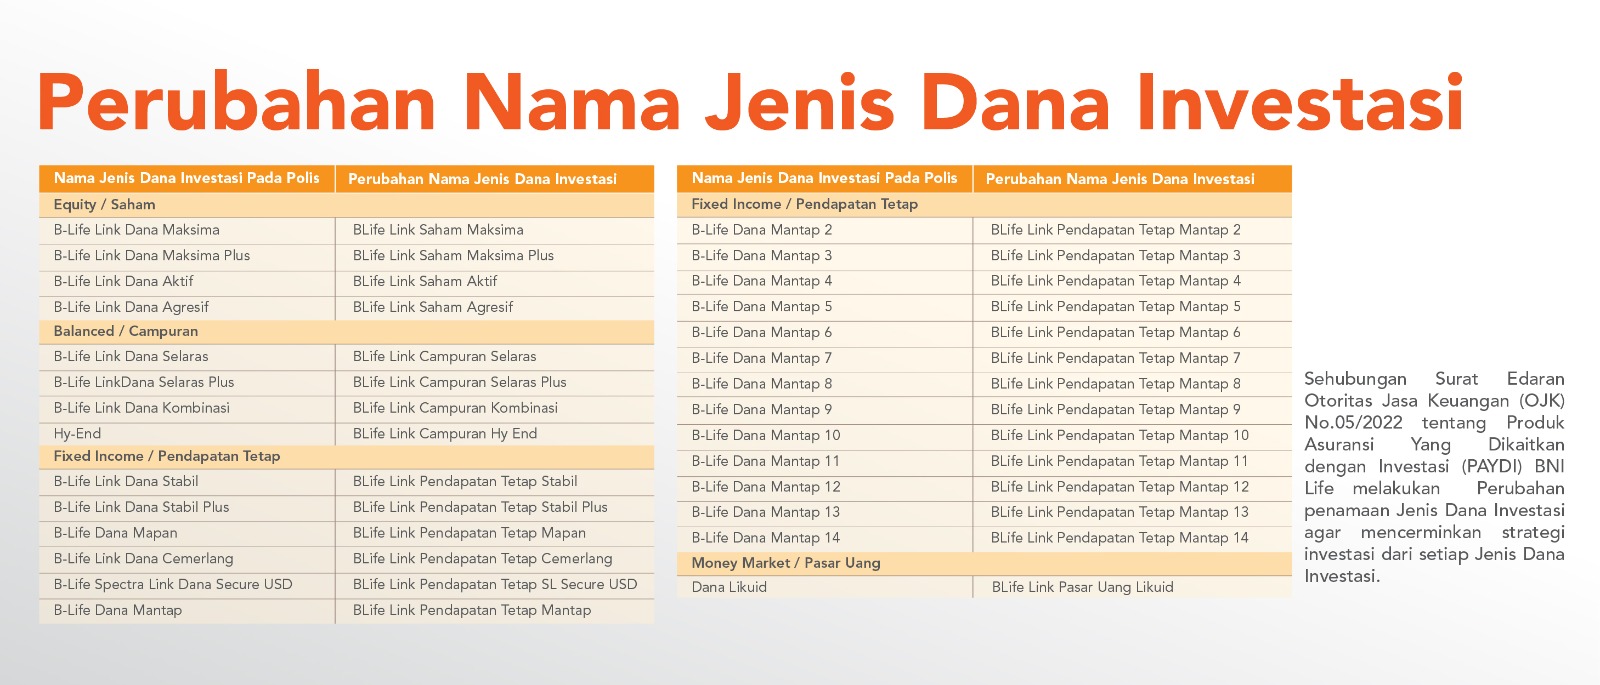 Perubahan Nama Jenis Dana Investasi
Nama Jenis Dana Investasi Pada Polis Perubahan Nama Jenis Dana Investasi
Equity / Saham
B-Life Link Dana Maksima BLife Link Saham Maksima
B-Life Link Dana Maksima Plus BLife Link Saham Maksima Plus
B-Life Link Dana Aktif BLife Link Saham Aktif
B-Life Link Dana Agresif BLife Link Saham Agresif
Balanced / Campuran
B-Life Link Dana Selaras BLife Link Campuran Selaras
B-Life LinkDana Selaras Plus BLife Link Campuran Selaras Plus
B-Life Link Dana Kombinasi BLife Link Campuran Kombinasi
Hy-End BLife Link Campuran Hy End
Fixed Income / Pendapatan Tetap
B-Life Link Dana Stabil BLife Link Pendapatan Tetap Stabil
B-Life Link Dana Stabil Plus BLife Link Pendapatan Tetap Stabil Plus
B-Life Dana Mapan BLife Link Pendapatan Tetap Mapan
B-Life Link Dana Cemerlang BLife Link Pendapatan Tetap Cemerlang
B-Life Spectra Link Dana Secure USD BLife Link Pendapatan Tetap SL Secure USD
B-Life Dana Mantap BLife Link Pendapatan Tetap Mantap
Nama Jenis Dana Investasi Pada Polis Perubahan Nama Jenis Dana Investasi
Fixed Income / Pendapatan Tetap
B-Life Dana Mantap 2 BLife Link Pendapatan Tetap Mantap 2
B-Life Dana Mantap 3 BLife Link Pendapatan Tetap Mantap 3
B-Life Dana Mantap 4 BLife Link Pendapatan Tetap Mantap 4
B-Life Dana Mantap 5 BLife Link Pendapatan Tetap Mantap 5
B-Life Dana Mantap 6 BLife Link Pendapatan Tetap Mantap 6
B-Life Dana Mantap 7 BLife Link Pendapatan Tetap Mantap 7
B-Life Dana Mantap 8 BLife Link Pendapatan Tetap Mantap 8
B-Life Dana Mantap 9 BLife Link Pendapatan Tetap Mantap 9
B-Life Dana Mantap 10 BLife Link Pendapatan Tetap Mantap 10
B-Life Dana Mantap 11 BLife Link Pendapatan Tetap Mantap 11
B-Life Dana Mantap 12 BLife Link Pendapatan Tetap Mantap 12
B-Life Dana Mantap 13 BLife Link Pendapatan Tetap Mantap 13
B-Life Dana Mantap 14 BLife Link Pendapatan Tetap Mantap 14
Money Market / Pasar Uang
Dana Likuid BLife Link Pasar Uang Likuid
Sehubungan Surat Edaran
Otoritas Jasa Keuangan (OJK)
No.05/2022 tentang Produk
Asuransi Yang Dikaitkan
dengan Investasi (PAYDI) BNI
Life melakukan Perubahan
penamaan Jenis Dana Investasi
agar mencerminkan strategi
investasi dari setiap Jenis Dana
Investasi.